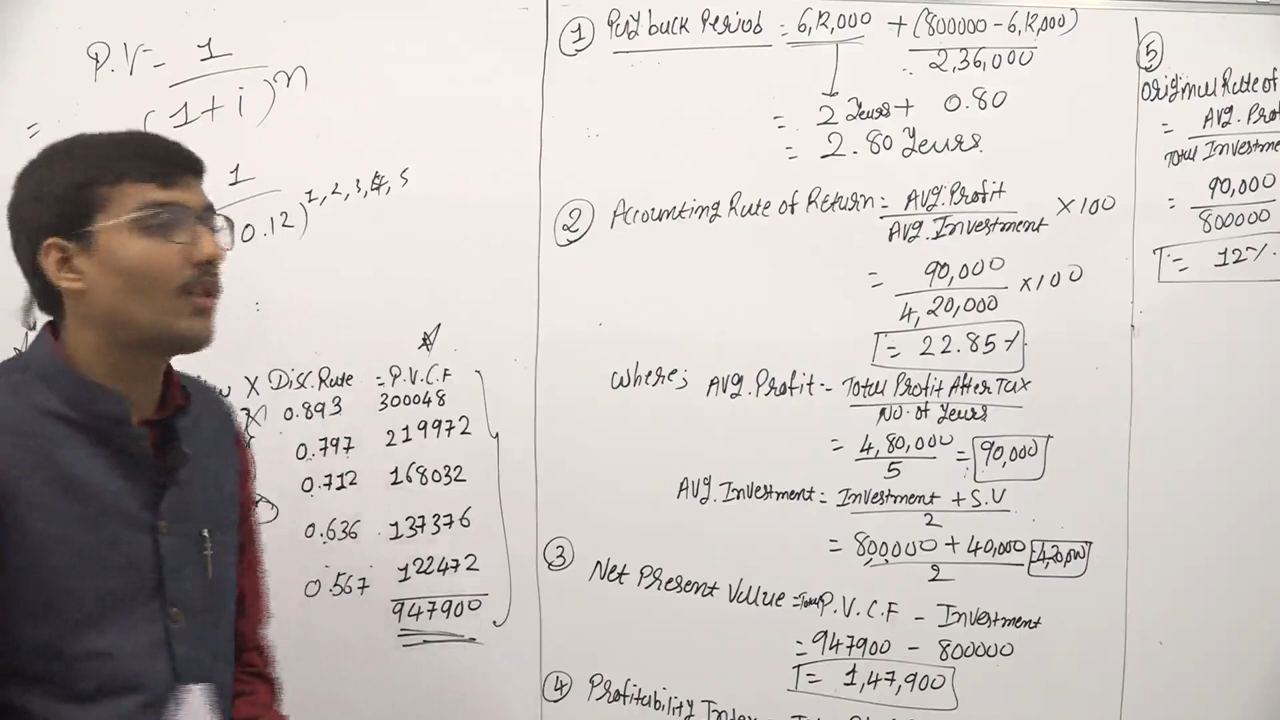 P.V = 1
(1+i)^n
=
1
0.12)^1,2,3,4,5
X Disc.Rate = P.V.C.F
X 0.893 300048
0.797 219972
0.712 168032
0.636 137376
0.567 122472
947900
① Pay back Period = 6,12,000 + (800000 - 6,12,000)
2,36,000
= 2 Years + 0.80
= 2.80 Years.
② Accounting Rate of Return = Avg. Profit X 100
Avg. Investment
= 90,000 X 100
4,20,000
= 22.85%
Where; Avg. Profit - Total Profit After Tax
No. of Years
= 4,80,000 = 90,000
5
Avg. Investment = Investment + S.V
2
= 800000 + 40,000 4,20,000
2
③ Net Present Value = Total P.V.C.F - Investment
= 947900 - 800000
= 1,47,900
④ Profitability Index =
⑤
Original Rate of
= Avg. Prof
Total Investme
= 90,000
800000
= 12%.